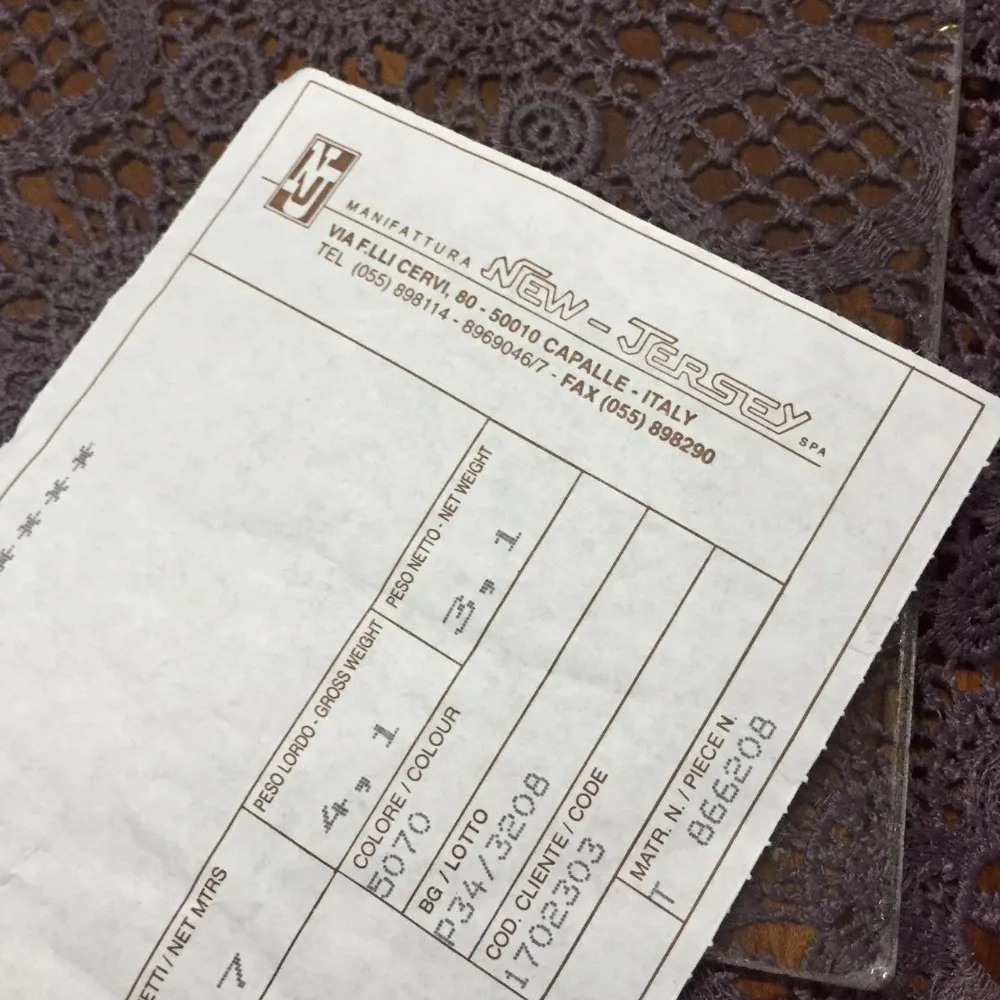 NJ
MANIFATTURA NEW-JERSEY SPA
VIA F.LLI CERVI, 80 - 50010 CAPALLE - ITALY
TEL (055) 898114 - 8969046/7 - FAX (055) 898290
****
PESO NETTO - NET WEIGHT
3,1
PESO LORDO - GROSS WEIGHT
4,1
ETTI / NET MTRS
7
COLORE / COLOUR
5070
BG / LOTTO
P34/3208
COD. CLIENTE / CODE
1702303
MATR. N. / PIECE N.
T 866208